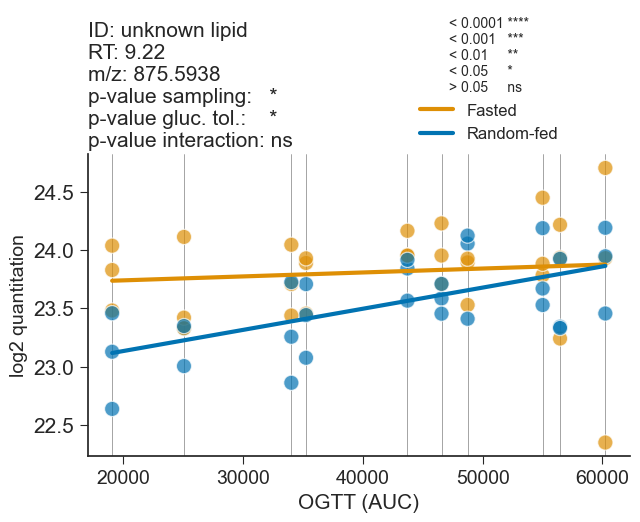 ID: unknown lipid
RT: 9.22
m/z: 875.5938
p-value sampling: *
p-value gluc. tol.: *
p-value interaction: ns
< 0.0001 ****
< 0.001 ***
< 0.01 **
< 0.05 *
> 0.05 ns
Fasted
Random-fed
log2 quantitation
24.5
24.0
23.5
23.0
22.5
20000 30000 40000 50000 60000
OGTT (AUC)